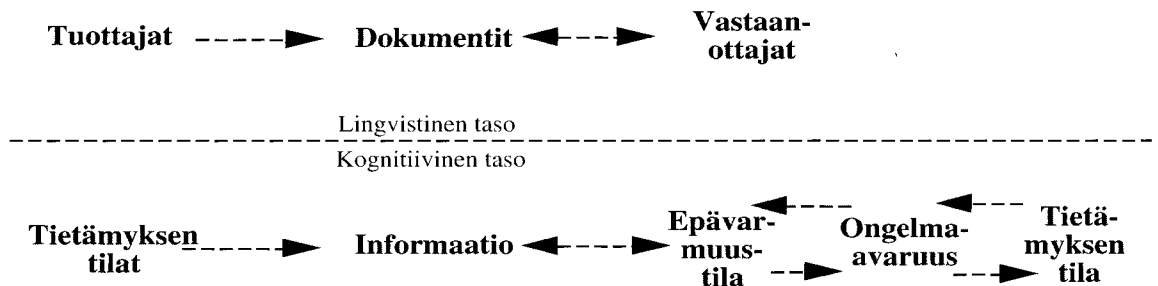 Tuottajat
Dokumentit
Vastaan-
ottajat
Lingvistinen taso
Kognitiivinen taso
Tietämyksen
tilat
Informaatio
Epävar-
muus-
tila
Ongelma-
avaruus
Tietä-
myksen
tila